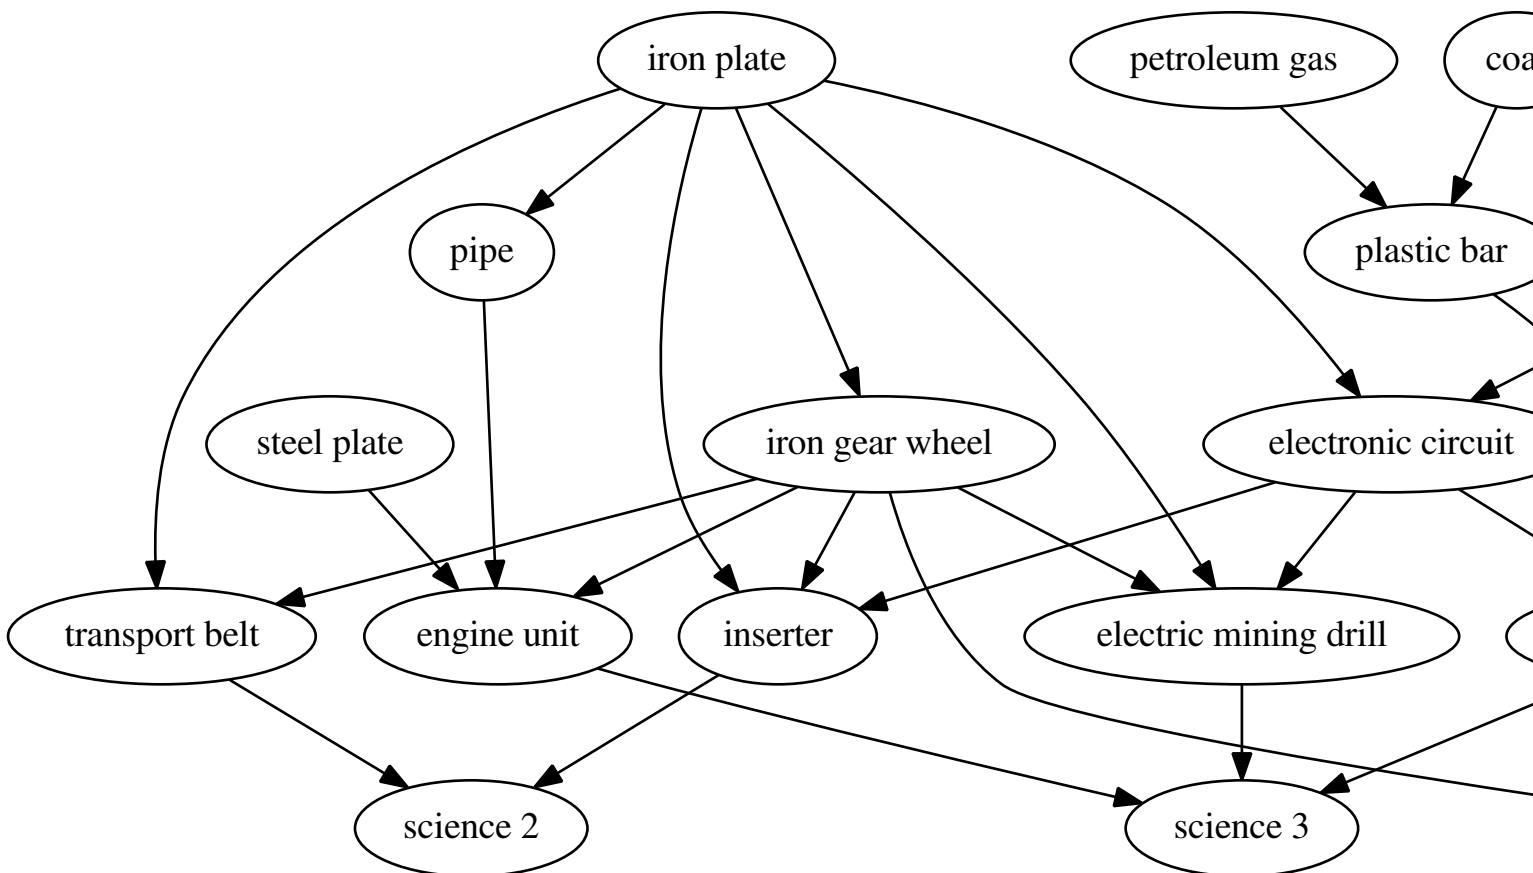 iron plate
petroleum gas
coa
pipe
plastic bar
steel plate
iron gear wheel
electronic circuit
transport belt
engine unit
inserter
electric mining drill
science 2
science 3